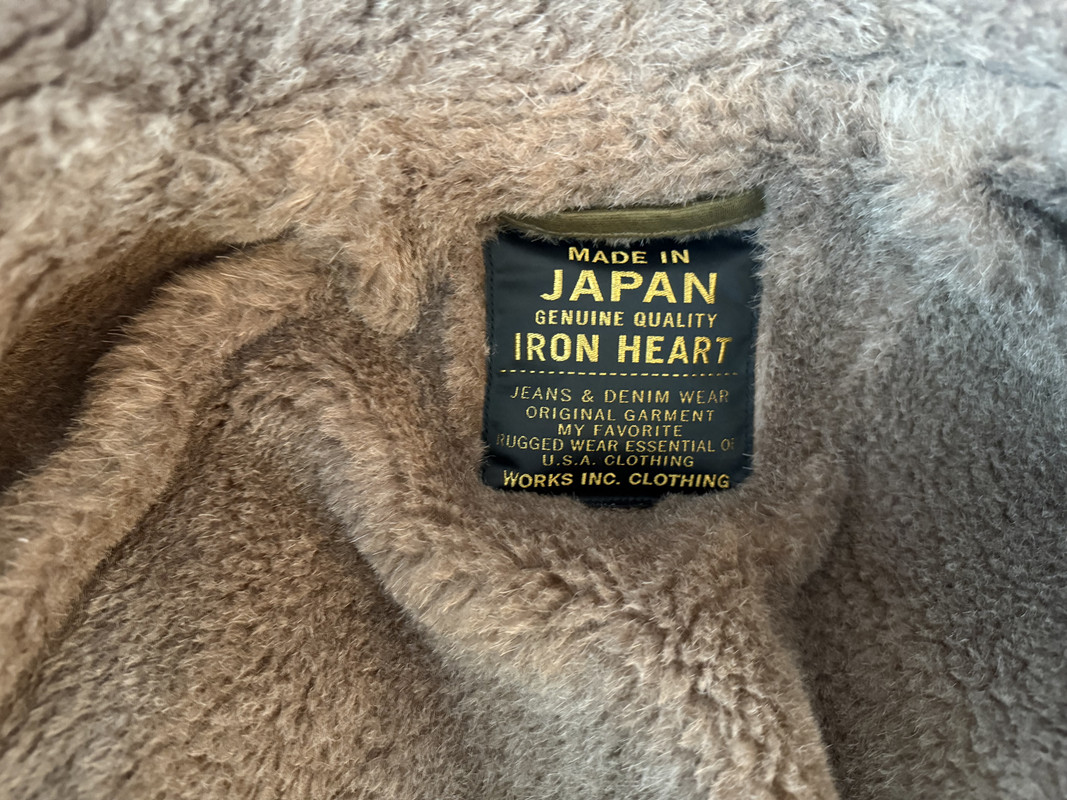 MADE IN
JAPAN
GENUINE QUALITY
IRON HEART
JEANS & DENIM WEAR
ORIGINAL GARMENT
MY FAVORITE
RUGGED WEAR ESSENTIAL OF
U.S.A. CLOTHING
WORKS INC. CLOTHING